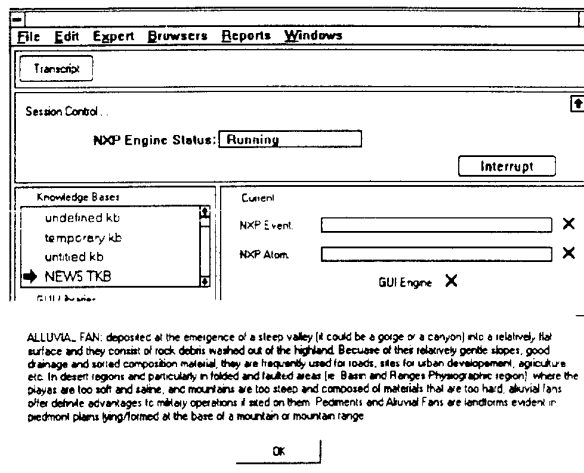 File Edit Expert Browsers Reports Windows
Transcript
Session Control . .
NXP Engine Status: Running
Interrupt
Knowledge Bases
undefined kb
temporary kb
untitled kb
NEWS TKB
GUI Libraries
Current
NXP Event.
NXP Atom.
GUI Engine
ALLUVIAL FAN: deposited at the emergence of a steep valley (it could be a gorge or a canyon) into a relatively flat
surface and they consist of rock debris washed out of the highland. Becuase of their relatively gentle slopes, good
drainage and sorted composition material, they are frequently used for roads, sites for urban developement, agriculture
etc. In desert regions and particularly in folded and faulted areas (ie. Basin and Ranges Physiographic region) where the
playas are too soft and saline, and mountains are too steep and composed of materials that are too hard, alluvial fans
offer definite advantages to military operations if sited on them. Pediments and Alluvial Fans are landforms evident in
piedmont plains lying/formed at the base of a mountain or mountain range
OK